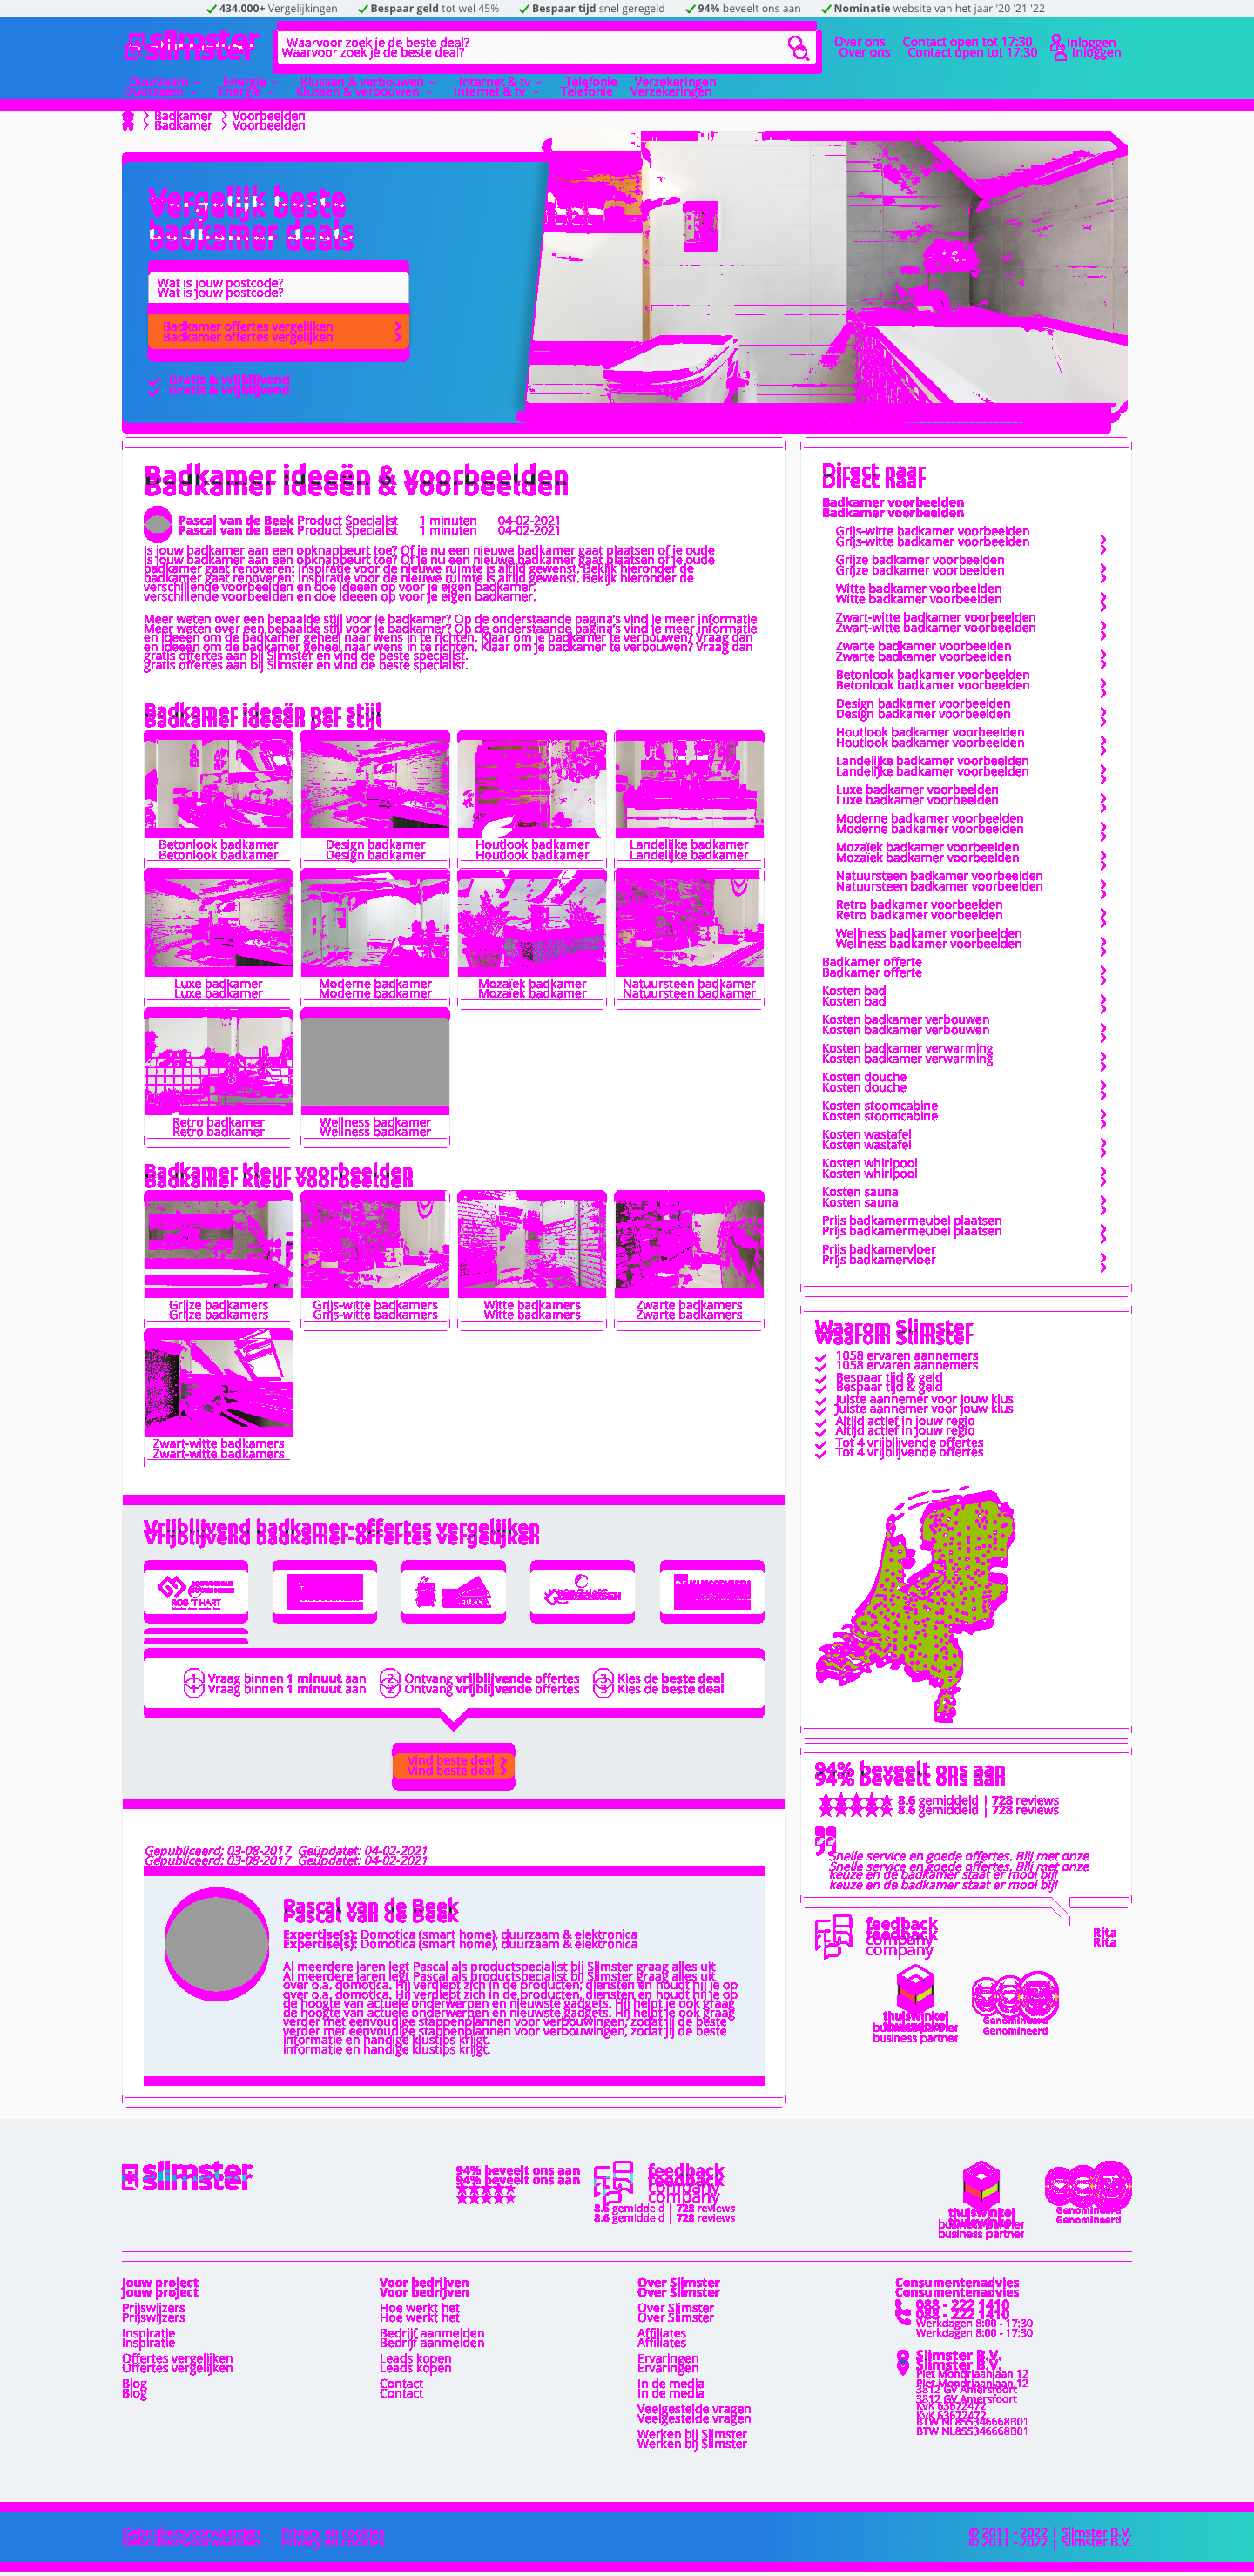 434.000+ Vergelijkingen
Bespaar geld tot wel 45%
Bespaar tijd snel geregeld
94% beveelt ons aan
Nominatie website van het jaar '20 '21 '22
slimster
Waarvoor zoek je de beste deal?
Over ons
Contact open tot 17:30
Inloggen
Duurzaam
Energie
Klussen & verbouwen
Internet & tv
Telefonie
Verzekeringen
Badkamer
Voorbeelden
Vergelijk beste
badkamer deals
Wat is jouw postcode?
Badkamer offertes vergelijken
Gratis & vrijblijvend
Badkamer ideeën & voorbeelden
Pascal van de Beek Product Specialist 1 minuten 04-02-2021
Is jouw badkamer aan een opknapbeurt toe? Of je nu een nieuwe badkamer gaat plaatsen of je oude
badkamer gaat renoveren: inspiratie voor de nieuwe ruimte is altijd gewenst. Bekijk hieronder de
verschillende voorbeelden en doe ideeën op voor je eigen badkamer.
Meer weten over een bepaalde stijl voor je badkamer? Op de onderstaande pagina's vind je meer informatie
en ideeën om de badkamer geheel naar wens in te richten. Klaar om je badkamer te verbouwen? Vraag dan
gratis offertes aan bij Slimster en vind de beste specialist.
Badkamer ideeën per stijl
Betonlook badkamer
Design badkamer
Houtlook badkamer
Landelijke badkamer
Luxe badkamer
Moderne badkamer
Mozaïek badkamer
Natuursteen badkamer
Retro badkamer
Wellness badkamer
Badkamer kleur voorbeelden
Grijze badkamers
Grijs-witte badkamers
Witte badkamers
Zwarte badkamers
Zwart-witte badkamers
Vrijblijvend badkamer-offertes vergelijken
ROB 'T HART
1 Vraag binnen 1 minuut aan
2 Ontvang vrijblijvende offertes
3 Kies de beste deal
Vind beste deal
Gepubliceerd: 03-08-2017 Geüpdatet: 04-02-2021
Pascal van de Beek
Expertise(s): Domotica (smart home), duurzaam & elektronica
Al meerdere jaren legt Pascal als productspecialist bij Slimster graag alles uit
over o.a. domotica. Hij verdiept zich in de producten, diensten en houdt hij je op
de hoogte van actuele onderwerpen en nieuwste gadgets. Hij helpt je ook graag
verder met eenvoudige stappenplannen voor verbouwingen, zodat jij de beste
informatie en handige klustips krijgt.
Direct naar
Badkamer voorbeelden
Grijs-witte badkamer voorbeelden
Grijze badkamer voorbeelden
Witte badkamer voorbeelden
Zwart-witte badkamer voorbeelden
Zwarte badkamer voorbeelden
Betonlook badkamer voorbeelden
Design badkamer voorbeelden
Houtlook badkamer voorbeelden
Landelijke badkamer voorbeelden
Luxe badkamer voorbeelden
Moderne badkamer voorbeelden
Mozaïek badkamer voorbeelden
Natuursteen badkamer voorbeelden
Retro badkamer voorbeelden
Wellness badkamer voorbeelden
Badkamer offerte
Kosten bad
Kosten badkamer verbouwen
Kosten badkamer verwarming
Kosten douche
Kosten stoomcabine
Kosten wastafel
Kosten whirlpool
Kosten sauna
Prijs badkamermeubel plaatsen
Prijs badkamervloer
Waarom Slimster
1058 ervaren aannemers
Bespaar tijd & geld
Juiste aannemer voor jouw klus
Altijd actief in jouw regio
Tot 4 vrijblijvende offertes
94% beveelt ons aan
8.6 gemiddeld | 728 reviews
Snelle service en goede offertes. Blij met onze
keuze en de badkamer staat er mooi bij!
feedback
company
Rita
thuiswinkel
business partner
Genomineerd
slimster
94% beveelt ons aan
feedback
company
8.6 gemiddeld | 728 reviews
thuiswinkel
business partner
Genomineerd
Jouw project
Prijswijzers
Inspiratie
Offertes vergelijken
Blog
Voor bedrijven
Hoe werkt het
Bedrijf aanmelden
Leads kopen
Contact
Over Slimster
Over Slimster
Affiliates
Ervaringen
In de media
Veelgestelde vragen
Werken bij Slimster
Consumentenadvies
088 - 222 1410
Werkdagen 8:00 - 17:30
Slimster B.V.
Piet Mondriaanlaan 12
3812 GV Amersfoort
KvK 63672472
BTW NL855346668B01
Gebruikersvoorwaarden
Privacy en cookies
© 2011 - 2022 | Slimster B.V.